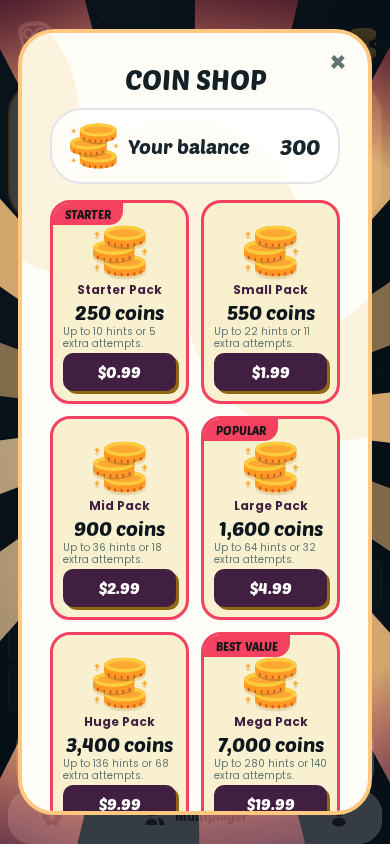 COIN SHOP
✖
Your balance 300
STARTER
Starter Pack
250 coins
Up to 10 hints or 5
extra attempts.
$0.99
Small Pack
550 coins
Up to 22 hints or 11
extra attempts.
$1.99
Mid Pack
900 coins
Up to 36 hints or 18
extra attempts.
$2.99
POPULAR
Large Pack
1,600 coins
Up to 64 hints or 32
extra attempts.
$4.99
Huge Pack
3,400 coins
Up to 136 hints or 68
extra attempts.
$9.99
BEST VALUE
Mega Pack
7,000 coins
Up to 280 hints or 140
extra attempts.
$19.99
Multiplayer